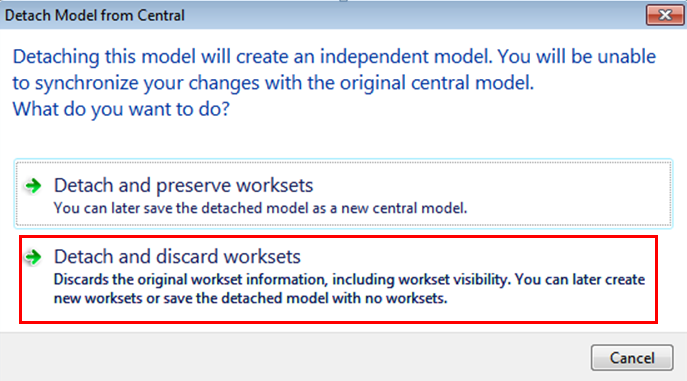 Detach Model from Central
Detaching this model will create an independent model. You will be unable
to synchronize your changes with the original central model.
What do you want to do?
Detach and preserve worksets
You can later save the detached model as a new central model.
Detach and discard worksets
Discards the original workset information, including workset visibility. You can later create
new worksets or save the detached model with no worksets.
Cancel